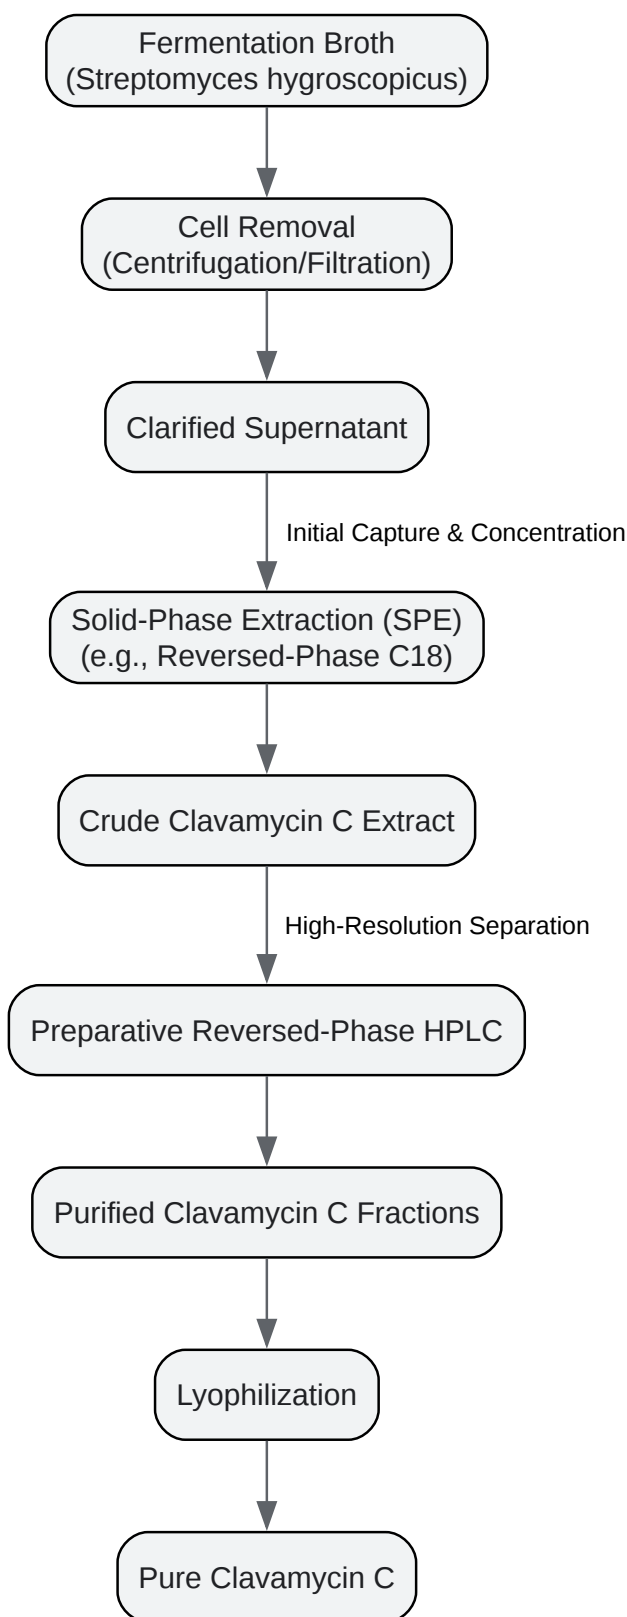 Fermentation Broth
(Streptomyces hygroscopicus)
Cell Removal
(Centrifugation/Filtration)
Clarified Supernatant
Initial Capture & Concentration
Solid-Phase Extraction (SPE)
(e.g., Reversed-Phase C18)
Crude Clavamycin C Extract
High-Resolution Separation
Preparative Reversed-Phase HPLC
Purified Clavamycin C Fractions
Lyophilization
Pure Clavamycin C